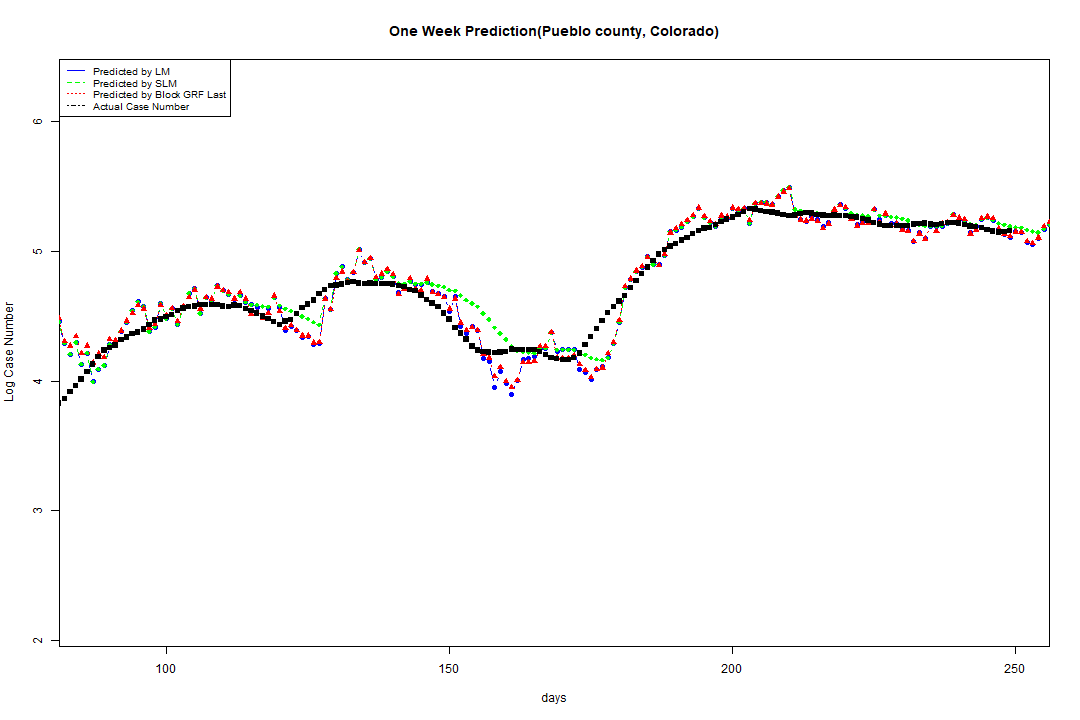 One Week Prediction(Pueblo county, Colorado)
Predicted by LM
Predicted by SLM
Predicted by Block GRF Last
Actual Case Number
6
5
4
3
2
Log Case Number
100 150 200 250
days